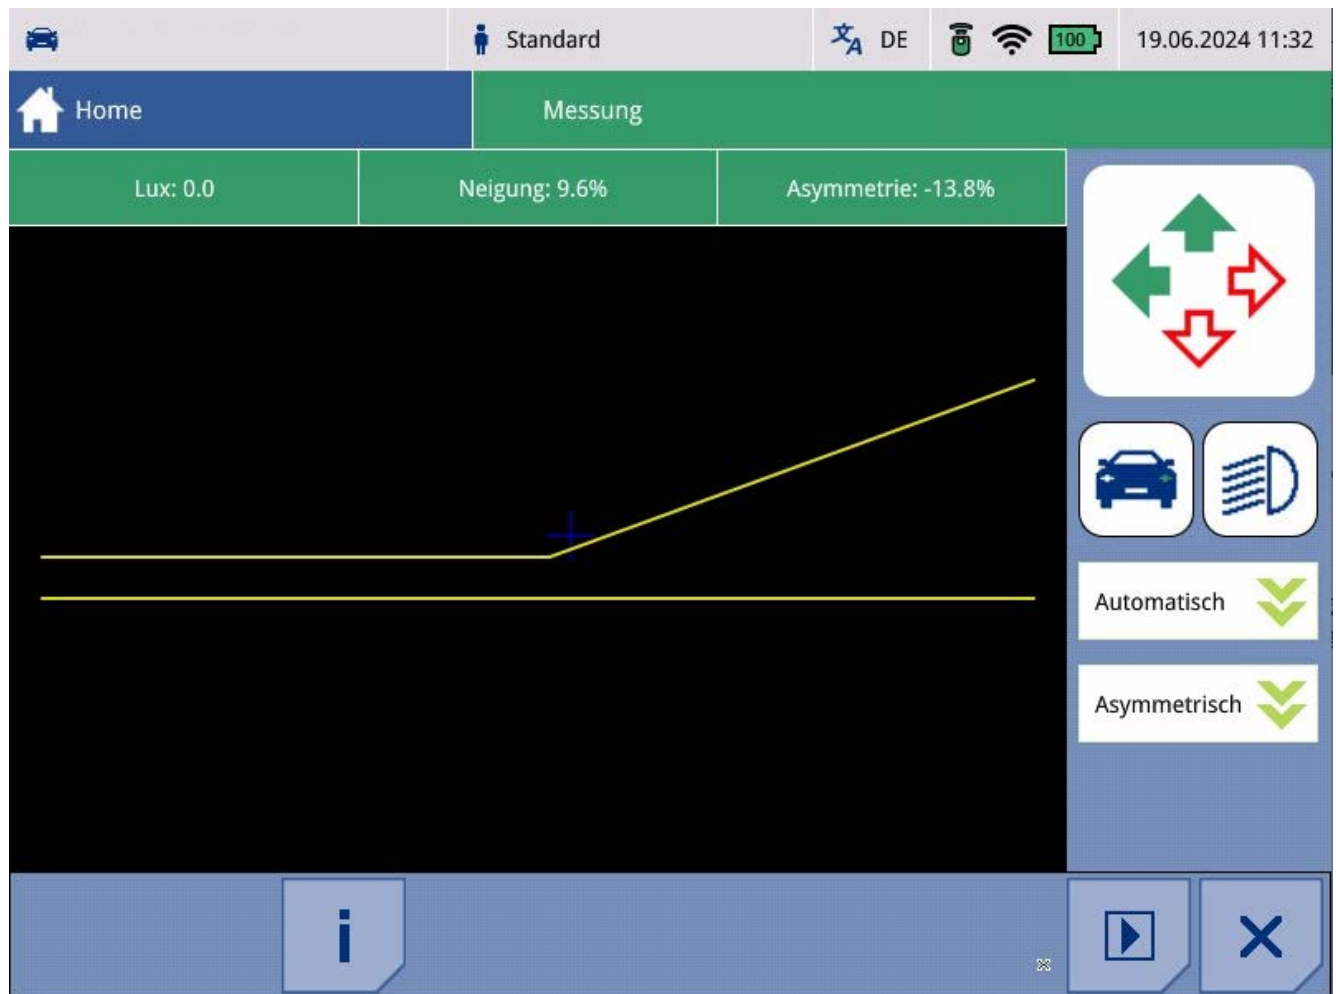 Standard
DE
100
19.06.2024 11:32
Home
Messung
Lux: 0.0
Neigung: 9.6%
Asymmetrie: -13.8%
Automatisch
Asymmetrisch
i